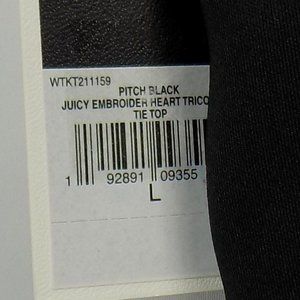 WTKT211159
PITCH BLACK
JUICY EMBROIDER HEART TRICO
TIE TOP
1 92891 09355
L